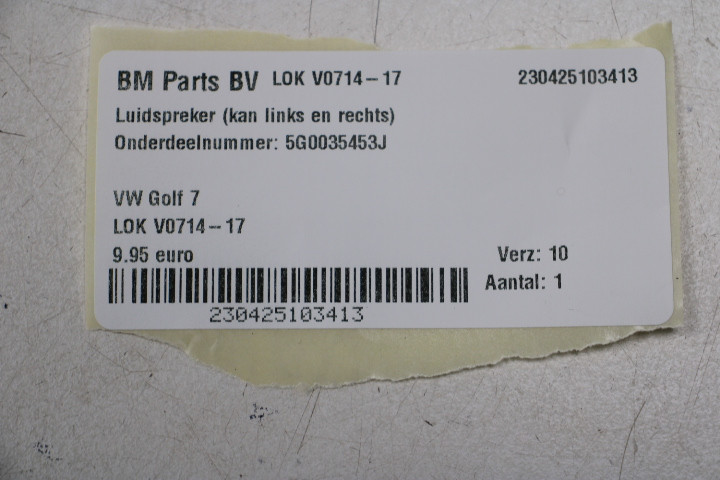 BM Parts BV LOK V0714-17 230425103413
Luidspreker (kan links en rechts)
Onderdeelnummer: 5G0035453J
VW Golf 7
LOK V0714-17
9.95 euro Verz: 10
Aantal: 1
230425103413